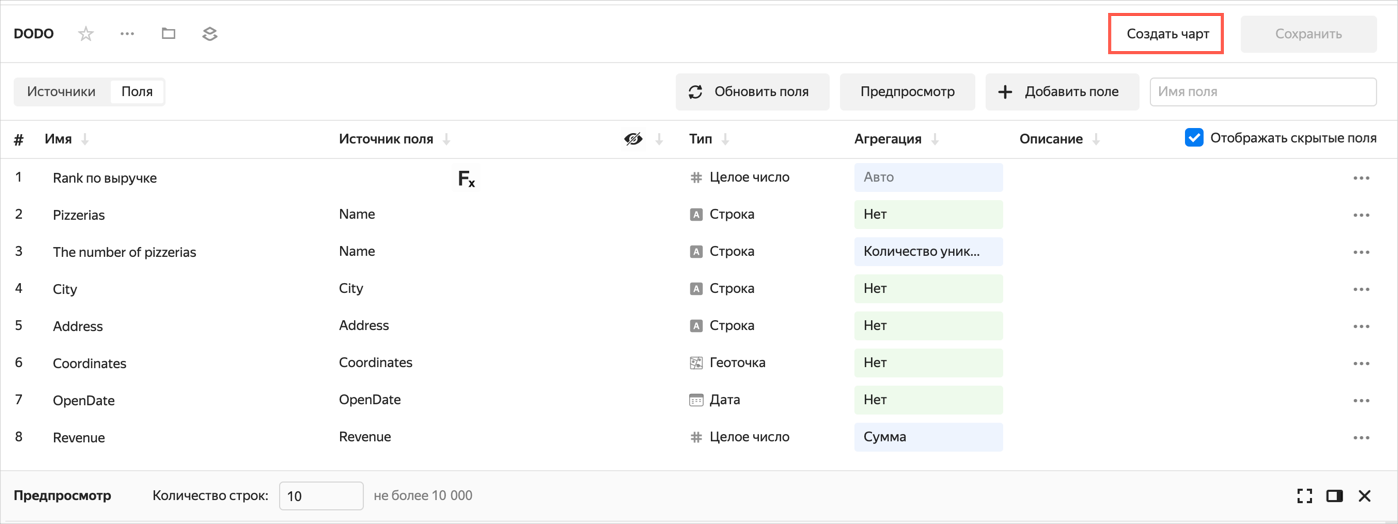 DODO Создать чарт Сохранить
Источники Поля Обновить поля Предпросмотр Добавить поле Имя поля
# Имя Источник поля Тип Агрегация Описание Отображать скрытые поля
1 Rank по выручке Fx Целое число Авто
2 Pizzerias Name Строка Нет
3 The number of pizzerias Name Строка Количество уник...
4 City City Строка Нет
5 Address Address Строка Нет
6 Coordinates Coordinates Геоточка Нет
7 OpenDate OpenDate Дата Нет
8 Revenue Revenue Целое число Сумма
Предпросмотр Количество строк: 10 не более 10 000